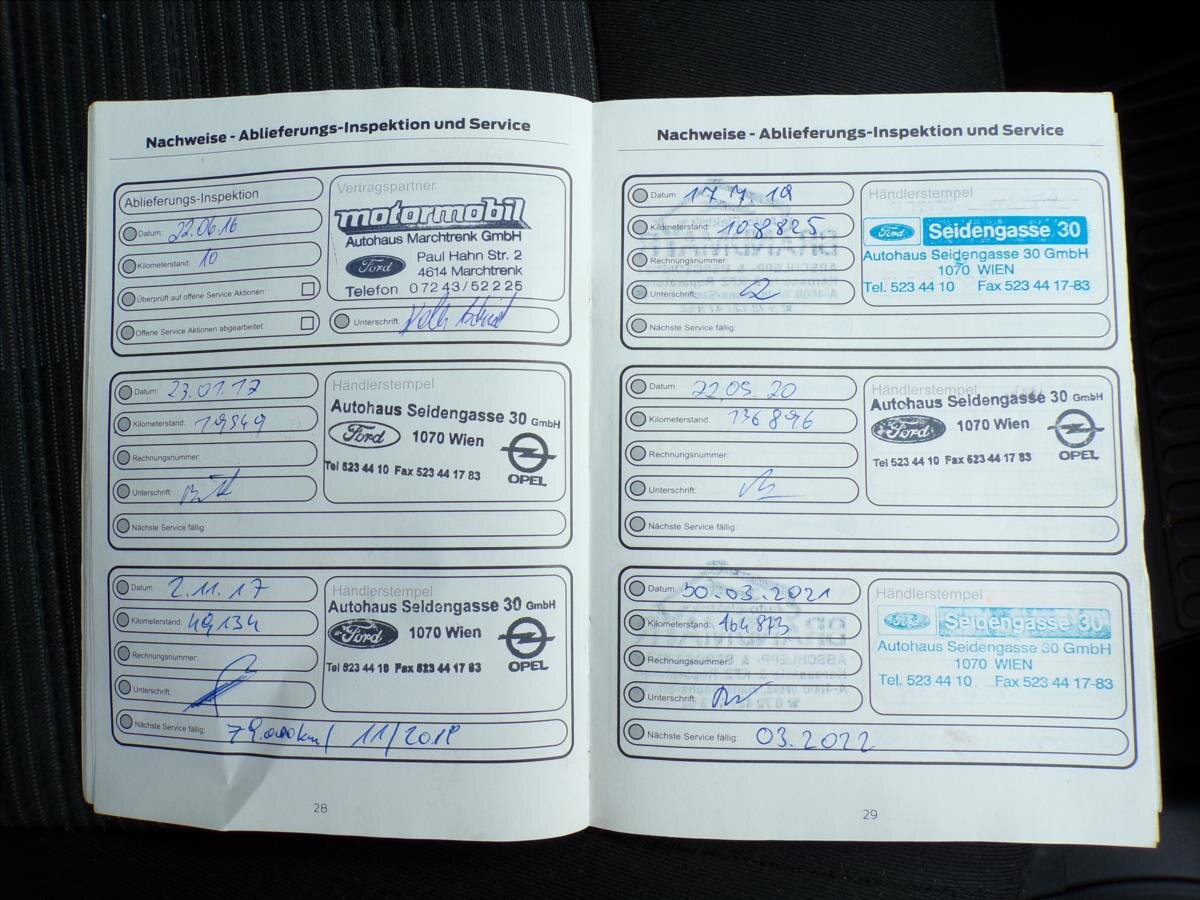 Nachweise - Ablieferungs-Inspektion und Service
Ablieferungs-Inspektion
Datum: 22.06.16
Kilometerstand: 10
Überprüft auf offene Service Aktionen:
Offene Service Aktionen abgearbeitet:
Vertragspartner
motormobil
Autohaus Marchtrenk GmbH
Ford
Paul Hahn Str. 2
4614 Marchtrenk
Telefon 07243/52225
Unterschrift:
Datum: 23.01.17
Kilometerstand: 19549
Rechnungsnummer:
Unterschrift:
Händlerstempel
Autohaus Seidengasse 30 GmbH
Ford 1070 Wien
Tel 523 44 10 Fax 523 44 17 83
OPEL
Nächste Service fällig:
Datum: 2.11.17
Kilometerstand: 49134
Rechnungsnummer:
Unterschrift:
Händlerstempel
Autohaus Seidengasse 30 GmbH
Ford 1070 Wien
Tel 523 44 10 Fax 523 44 17 83
OPEL
Nächste Service fällig: 79.000km/ 11/2018
28
Nachweise - Ablieferungs-Inspektion und Service
Datum: 17 7 19
Kilometerstand: 108825
Rechnungsnummer:
Unterschrift:
Händlerstempel
Ford Seidengasse 30
Autohaus Seidengasse 30 GmbH
1070 WIEN
Tel. 523 44 10 Fax 523 44 17-83
Nächste Service fällig:
Datum: 22.05.20
Kilometerstand: 136896
Rechnungsnummer:
Unterschrift:
Händlerstempel
Autohaus Seidengasse 30 GmbH
Ford 1070 Wien
Tel 523 44 10 Fax 523 44 17 83
OPEL
Nächste Service fällig:
Datum: 30.03.2021
Kilometerstand: 164873
Rechnungsnummer:
Unterschrift:
Händlerstempel
Ford Seidengasse 30
Autohaus Seidengasse 30 GmbH
1070 WIEN
Tel. 523 44 10 Fax 523 44 17-83
Nächste Service fällig: 03.2022
29